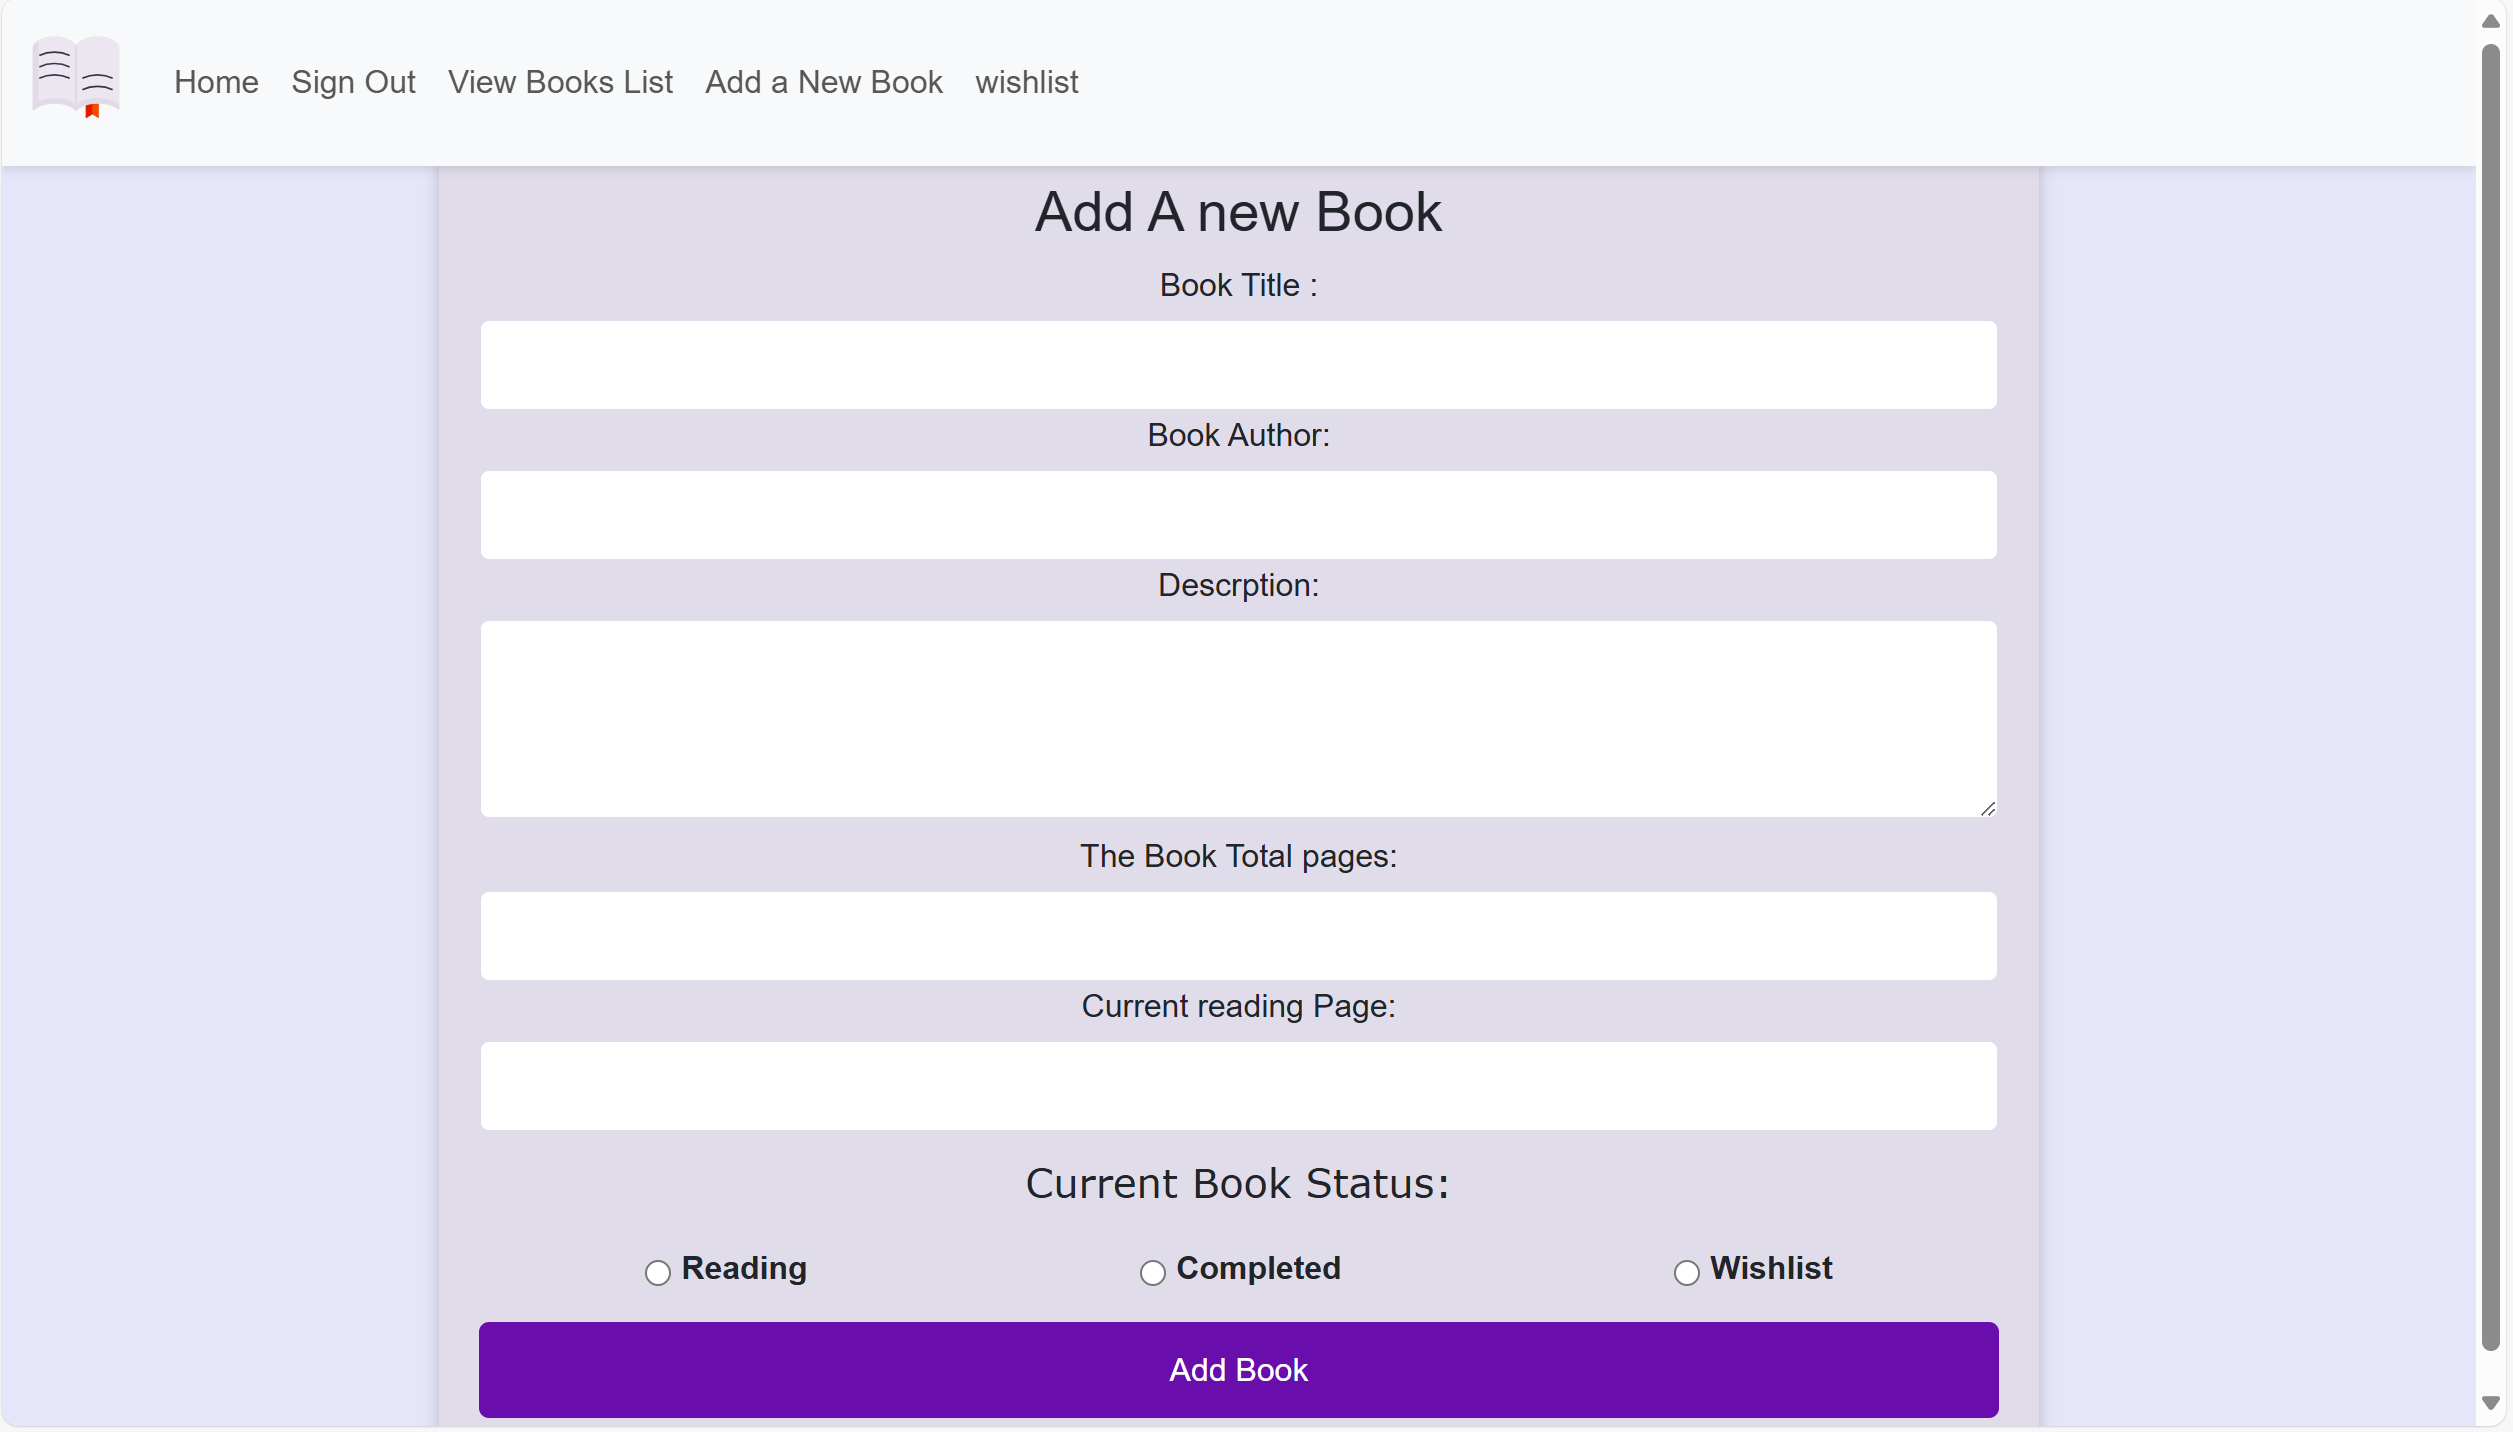 Home Sign Out View Books List Add a New Book wishlist
Add A new Book
Book Title :
Book Author:
Descrption:
The Book Total pages:
Current reading Page:
Current Book Status:
Reading Completed Wishlist
Add Book